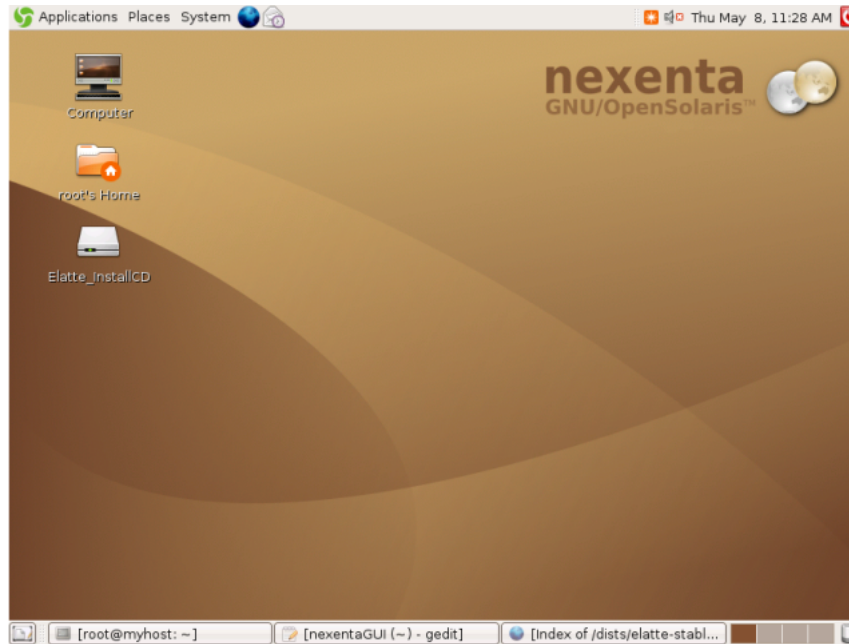 Applications Places System Thu May 8, 11:28 AM
nexenta
GNU/OpenSolaris™
Computer
root's Home
Elatte_InstallCD
[root@myhost: ~] [nexentaGUI (~) - gedit] [Index of /dists/elatte-stabl...